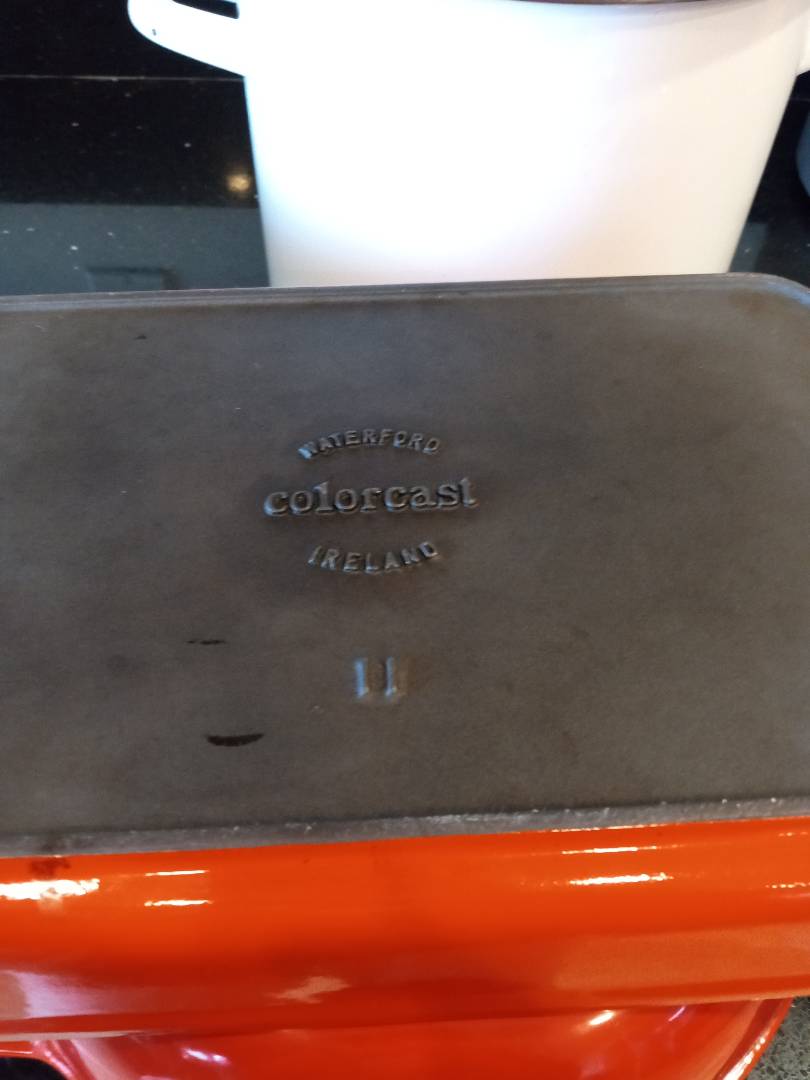 WATERFORD
colorcast
IRELAND
11